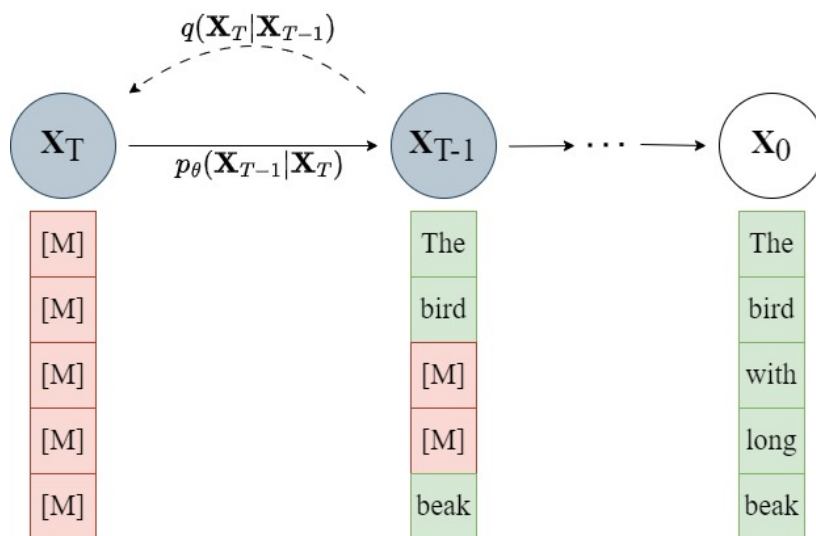 q(X_T|X_{T-1})
X_T X_{T-1} ... X_0
p_θ(X_{T-1}|X_T)
[M] The The
[M] bird bird
[M] [M] with
[M] [M] long
[M] beak beak